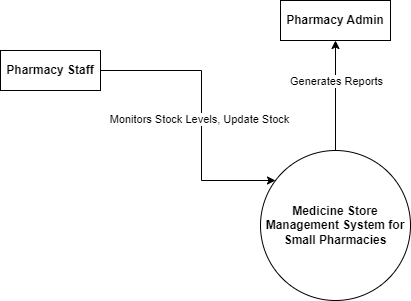 Pharmacy Admin
Pharmacy Staff
Generates Reports
Monitors Stock Levels, Update Stock
Medicine Store
Management System for
Small Pharmacies